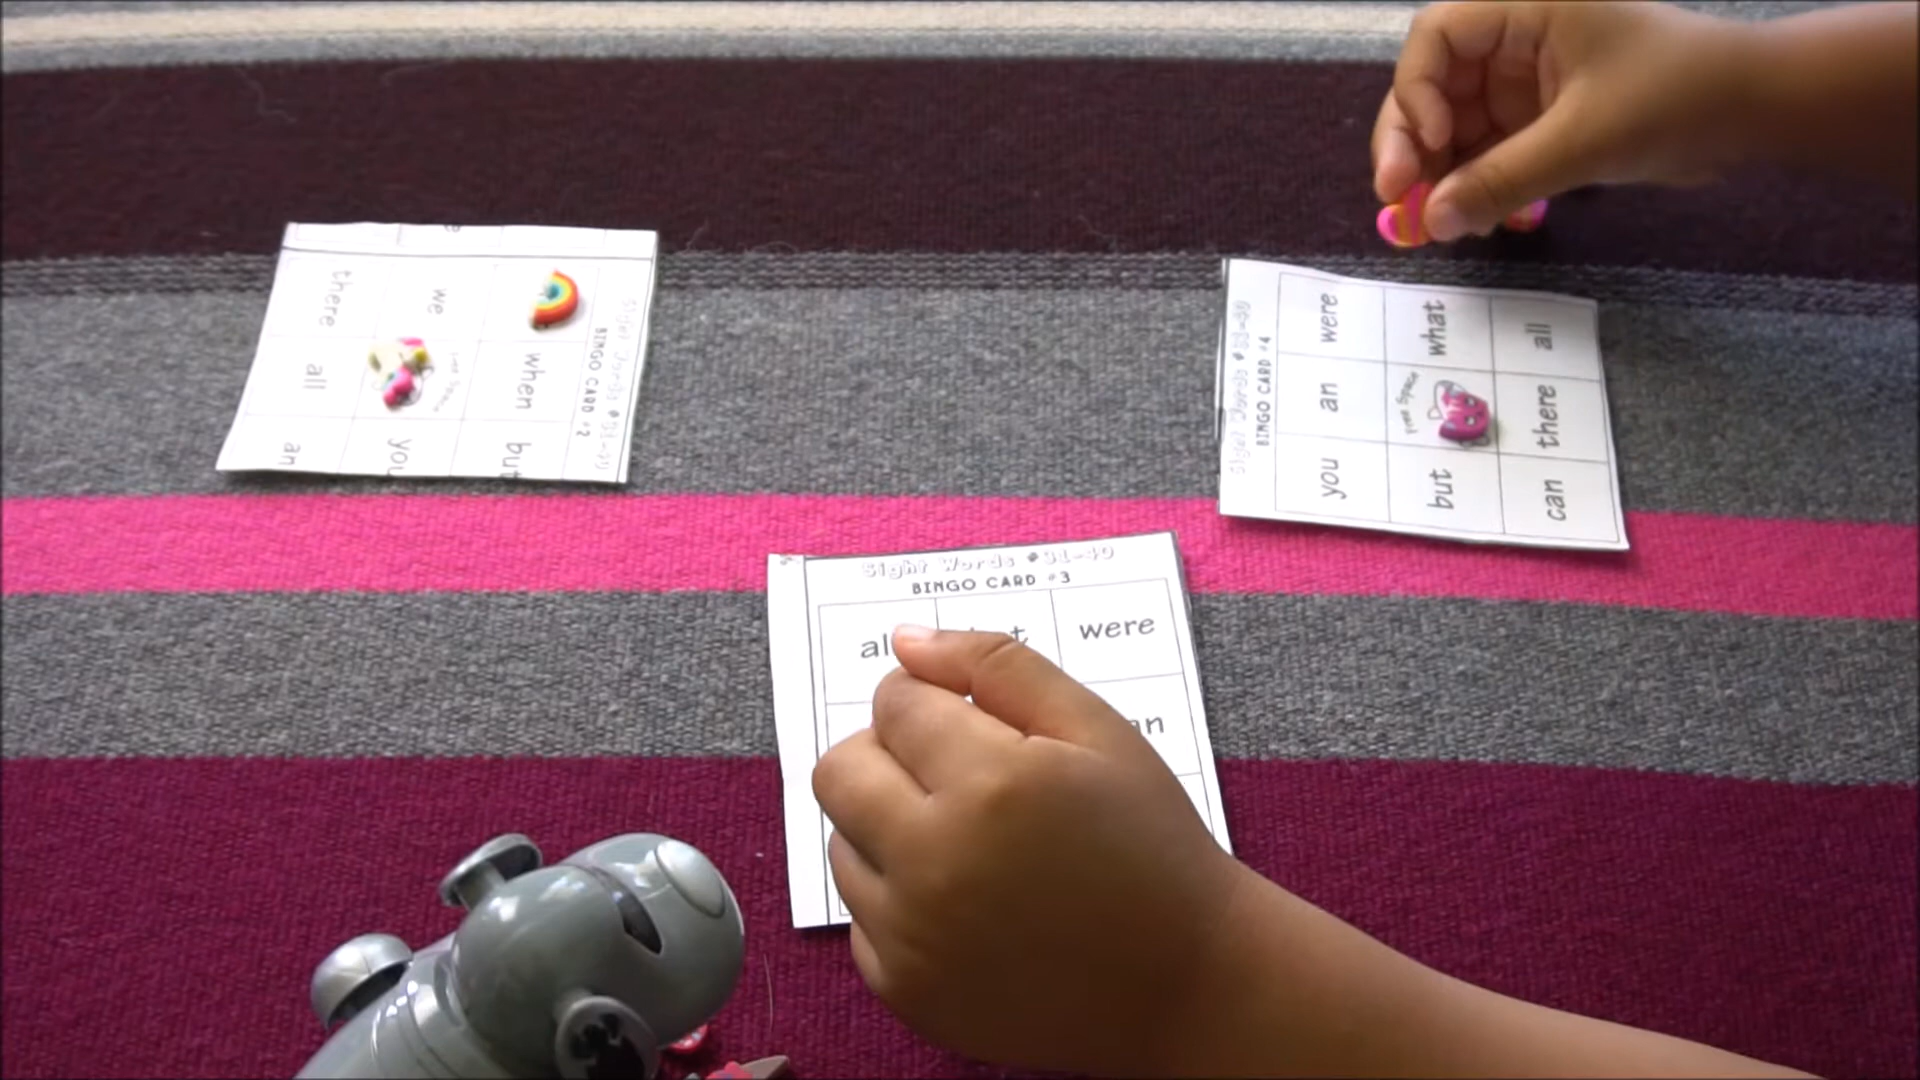 Sight Words #31-40
BINGO CARD #2
when but
we Free Space you
there all an
Sight Words #31-40
BINGO CARD #4
you an were
but Free Space what
can there all
Sight Words #31-40
BINGO CARD #3
were